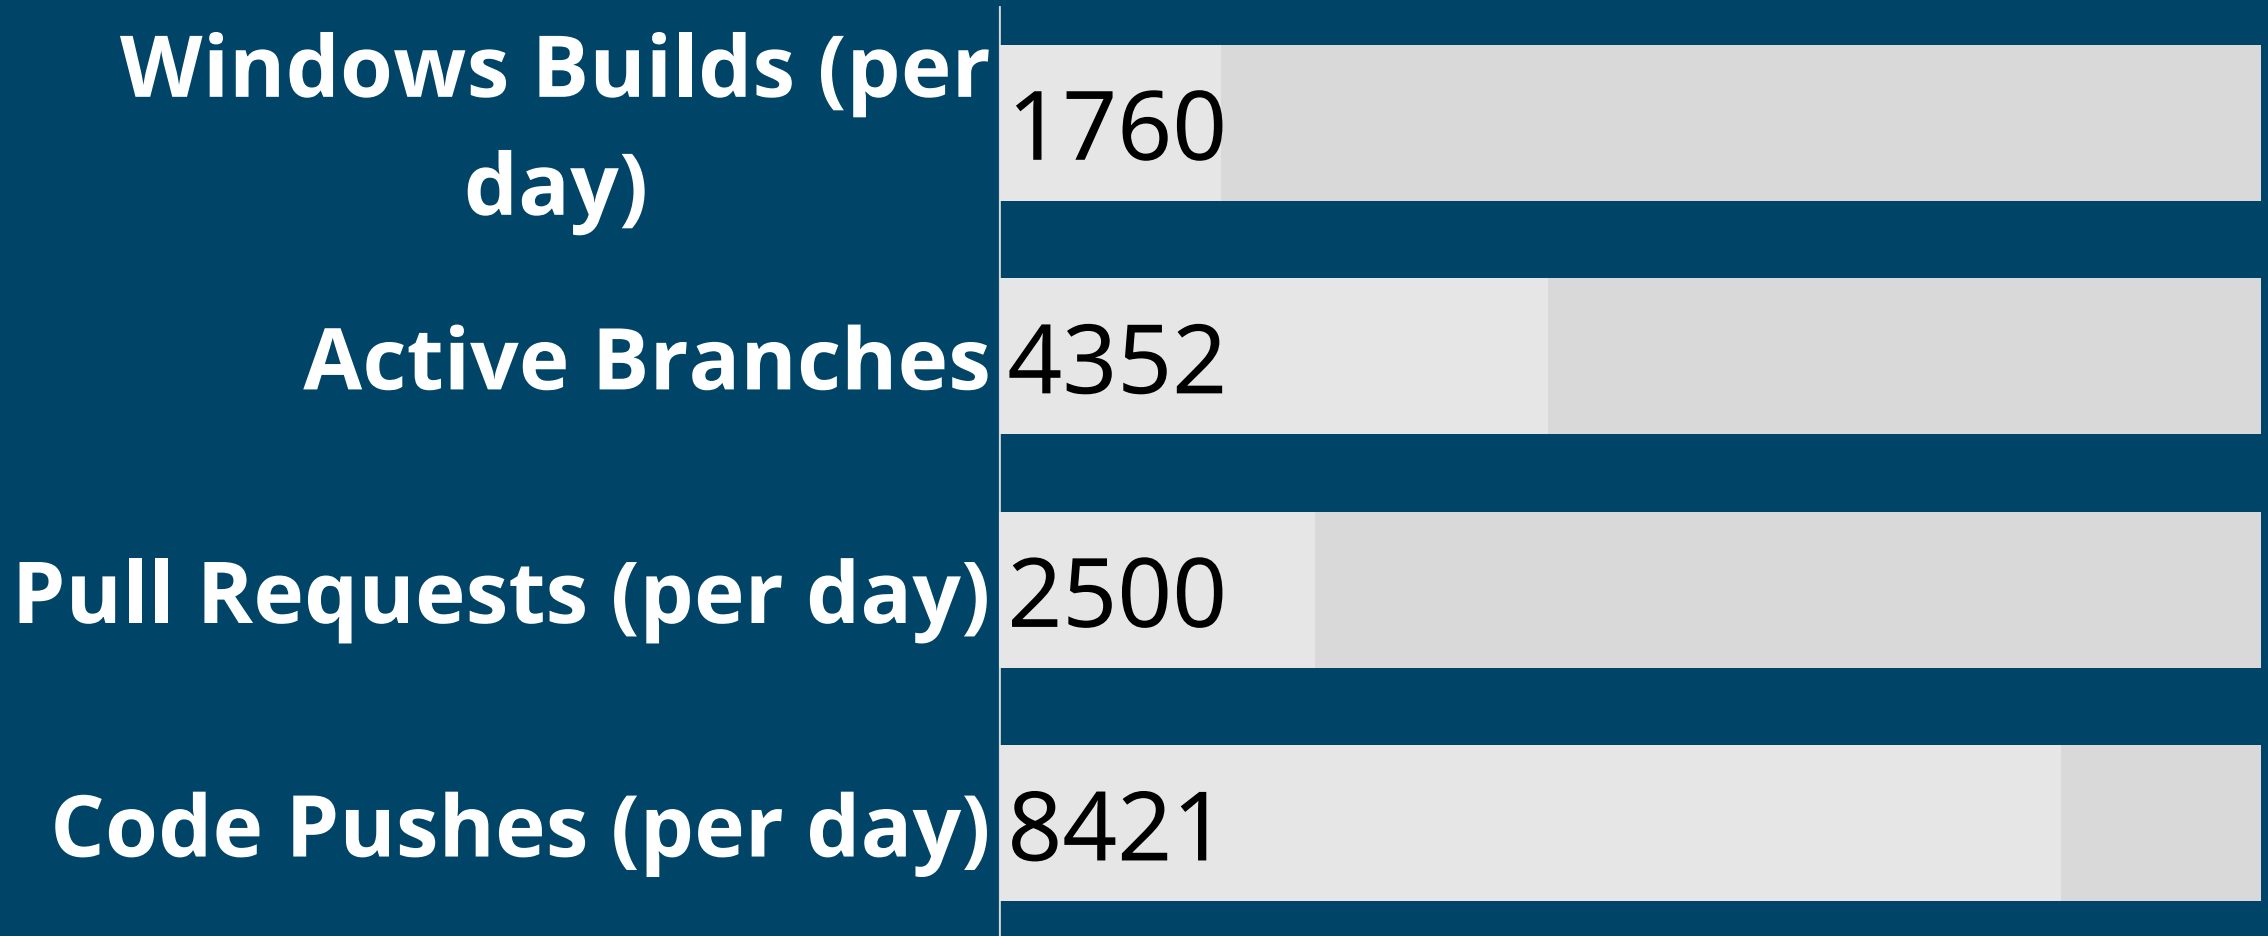 Windows Builds (per
day)
1760
Active Branches
4352
Pull Requests (per day)
2500
Code Pushes (per day)
8421